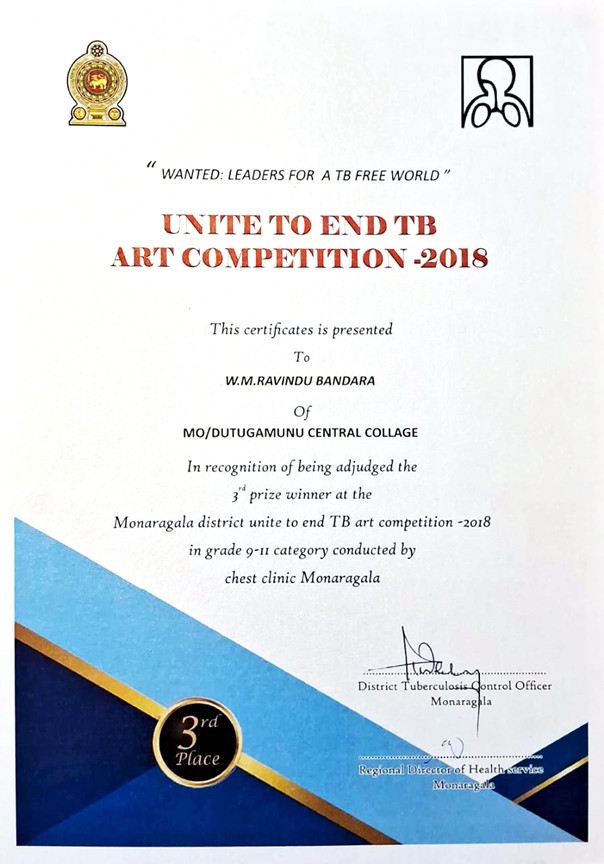 “ WANTED: LEADERS FOR A TB FREE WORLD ”
UNITE TO END TB
ART COMPETITION -2018
This certificates is presented
To
W.M.RAVINDU BANDARA
Of
MO/DUTUGAMUNU CENTRAL COLLAGE
In recognition of being adjudged the
3rd prize winner at the
Monaragala district unite to end TB art competition -2018
in grade 9-11 category conducted by
chest clinic Monaragala
District Tuberculosis Control Officer
Monaragala
3rd
Place
Regional Director of Health service
Monaragala